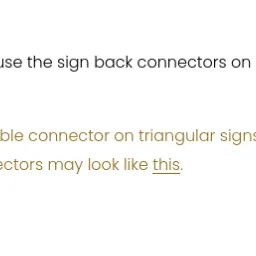 use the sign back connectors on
ble connector on triangular signs
ectors may look like this.